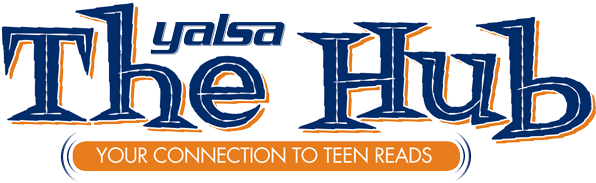 yalsa
The Hub
YOUR CONNECTION TO TEEN READS